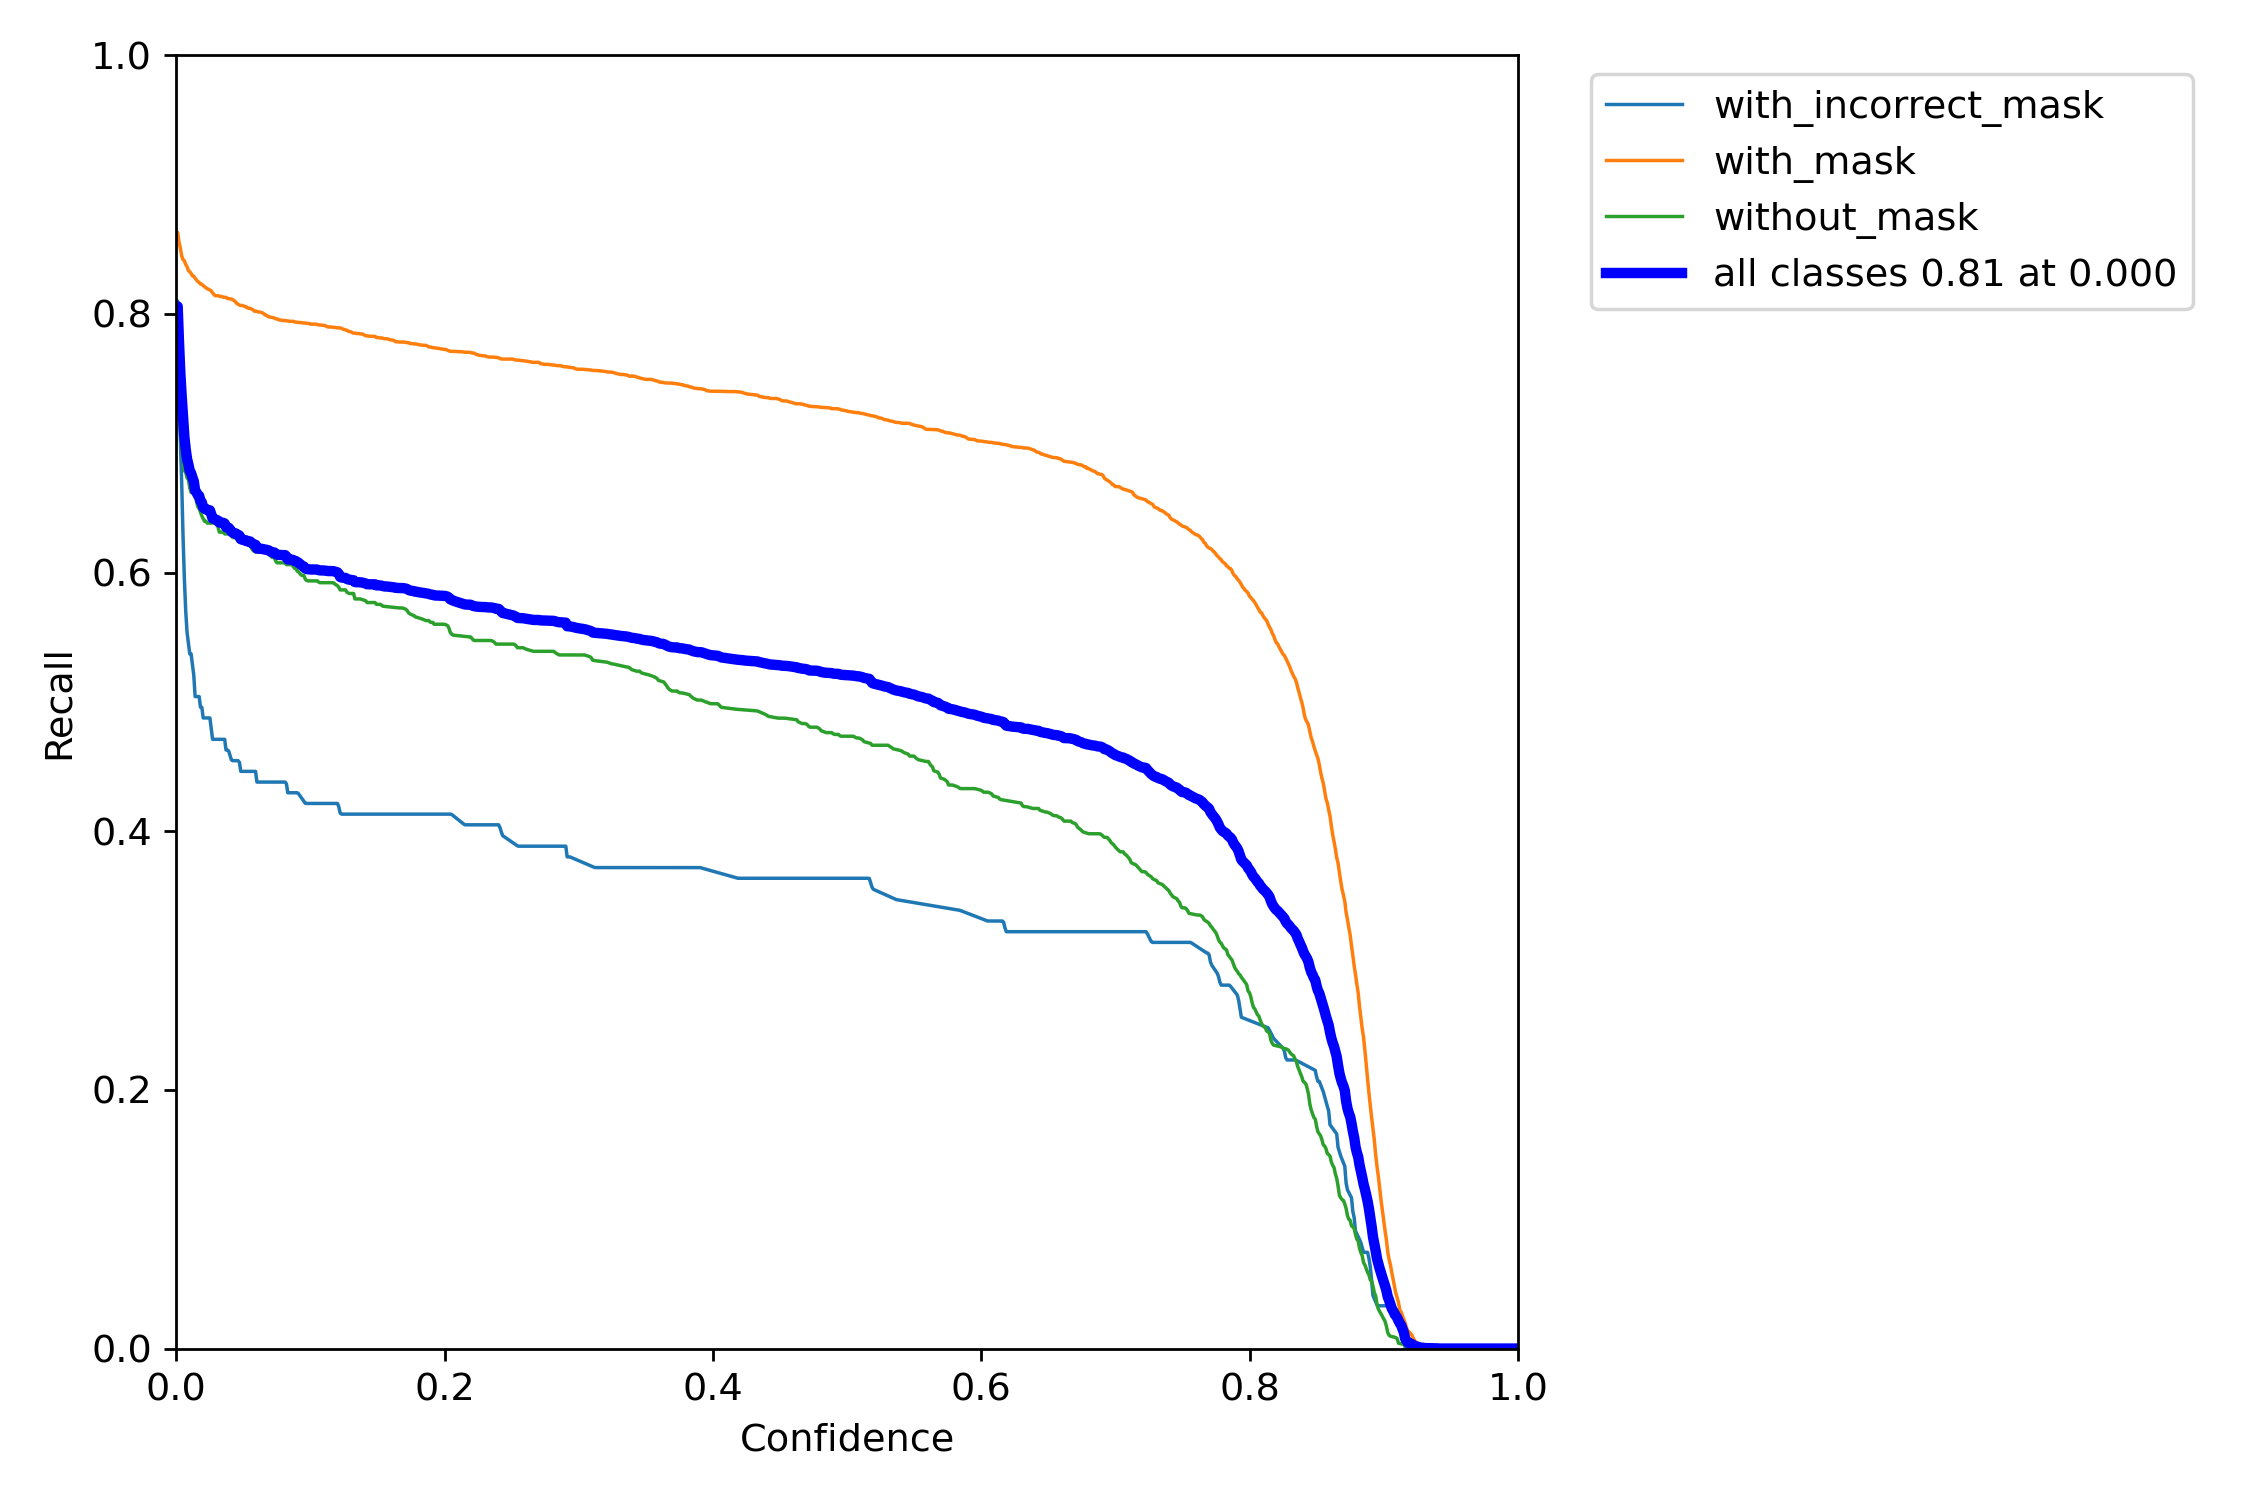 1.0
0.8
0.6
0.4
0.2
0.0
Recall
0.0 0.2 0.4 0.6 0.8 1.0
Confidence
with_incorrect_mask
with_mask
without_mask
all classes 0.81 at 0.000